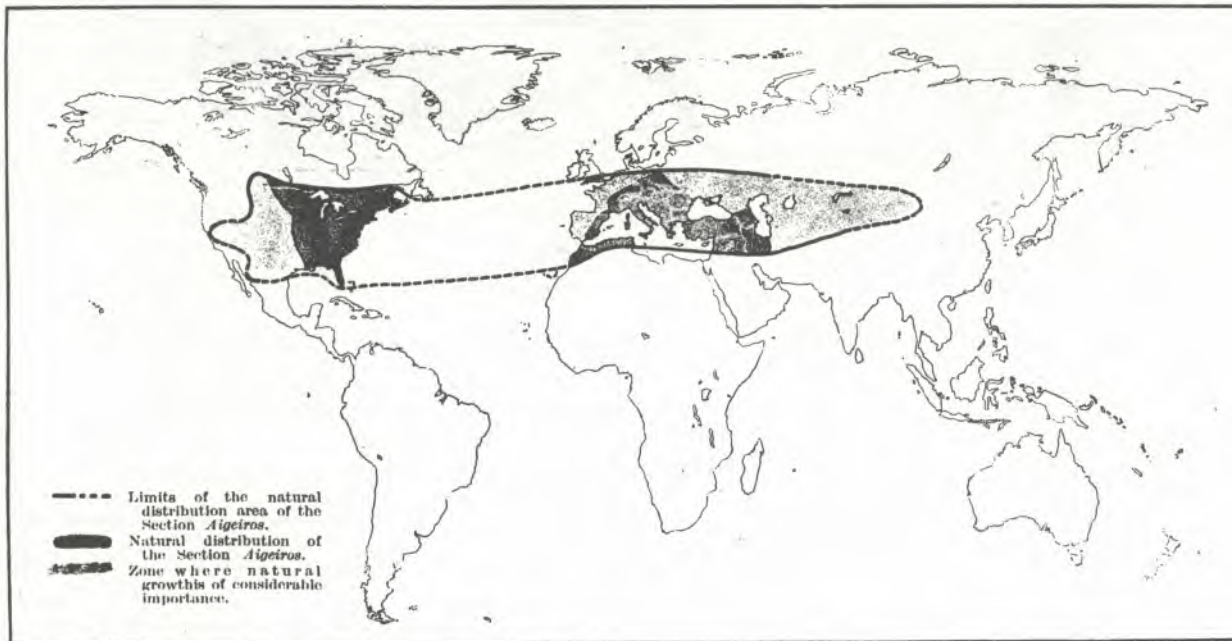 Limits of the natural
distribution area of the
Section Aigeiros.
Natural distribution of
the Section Aigeiros.
Zone where natural
growthis of considerable
importance.